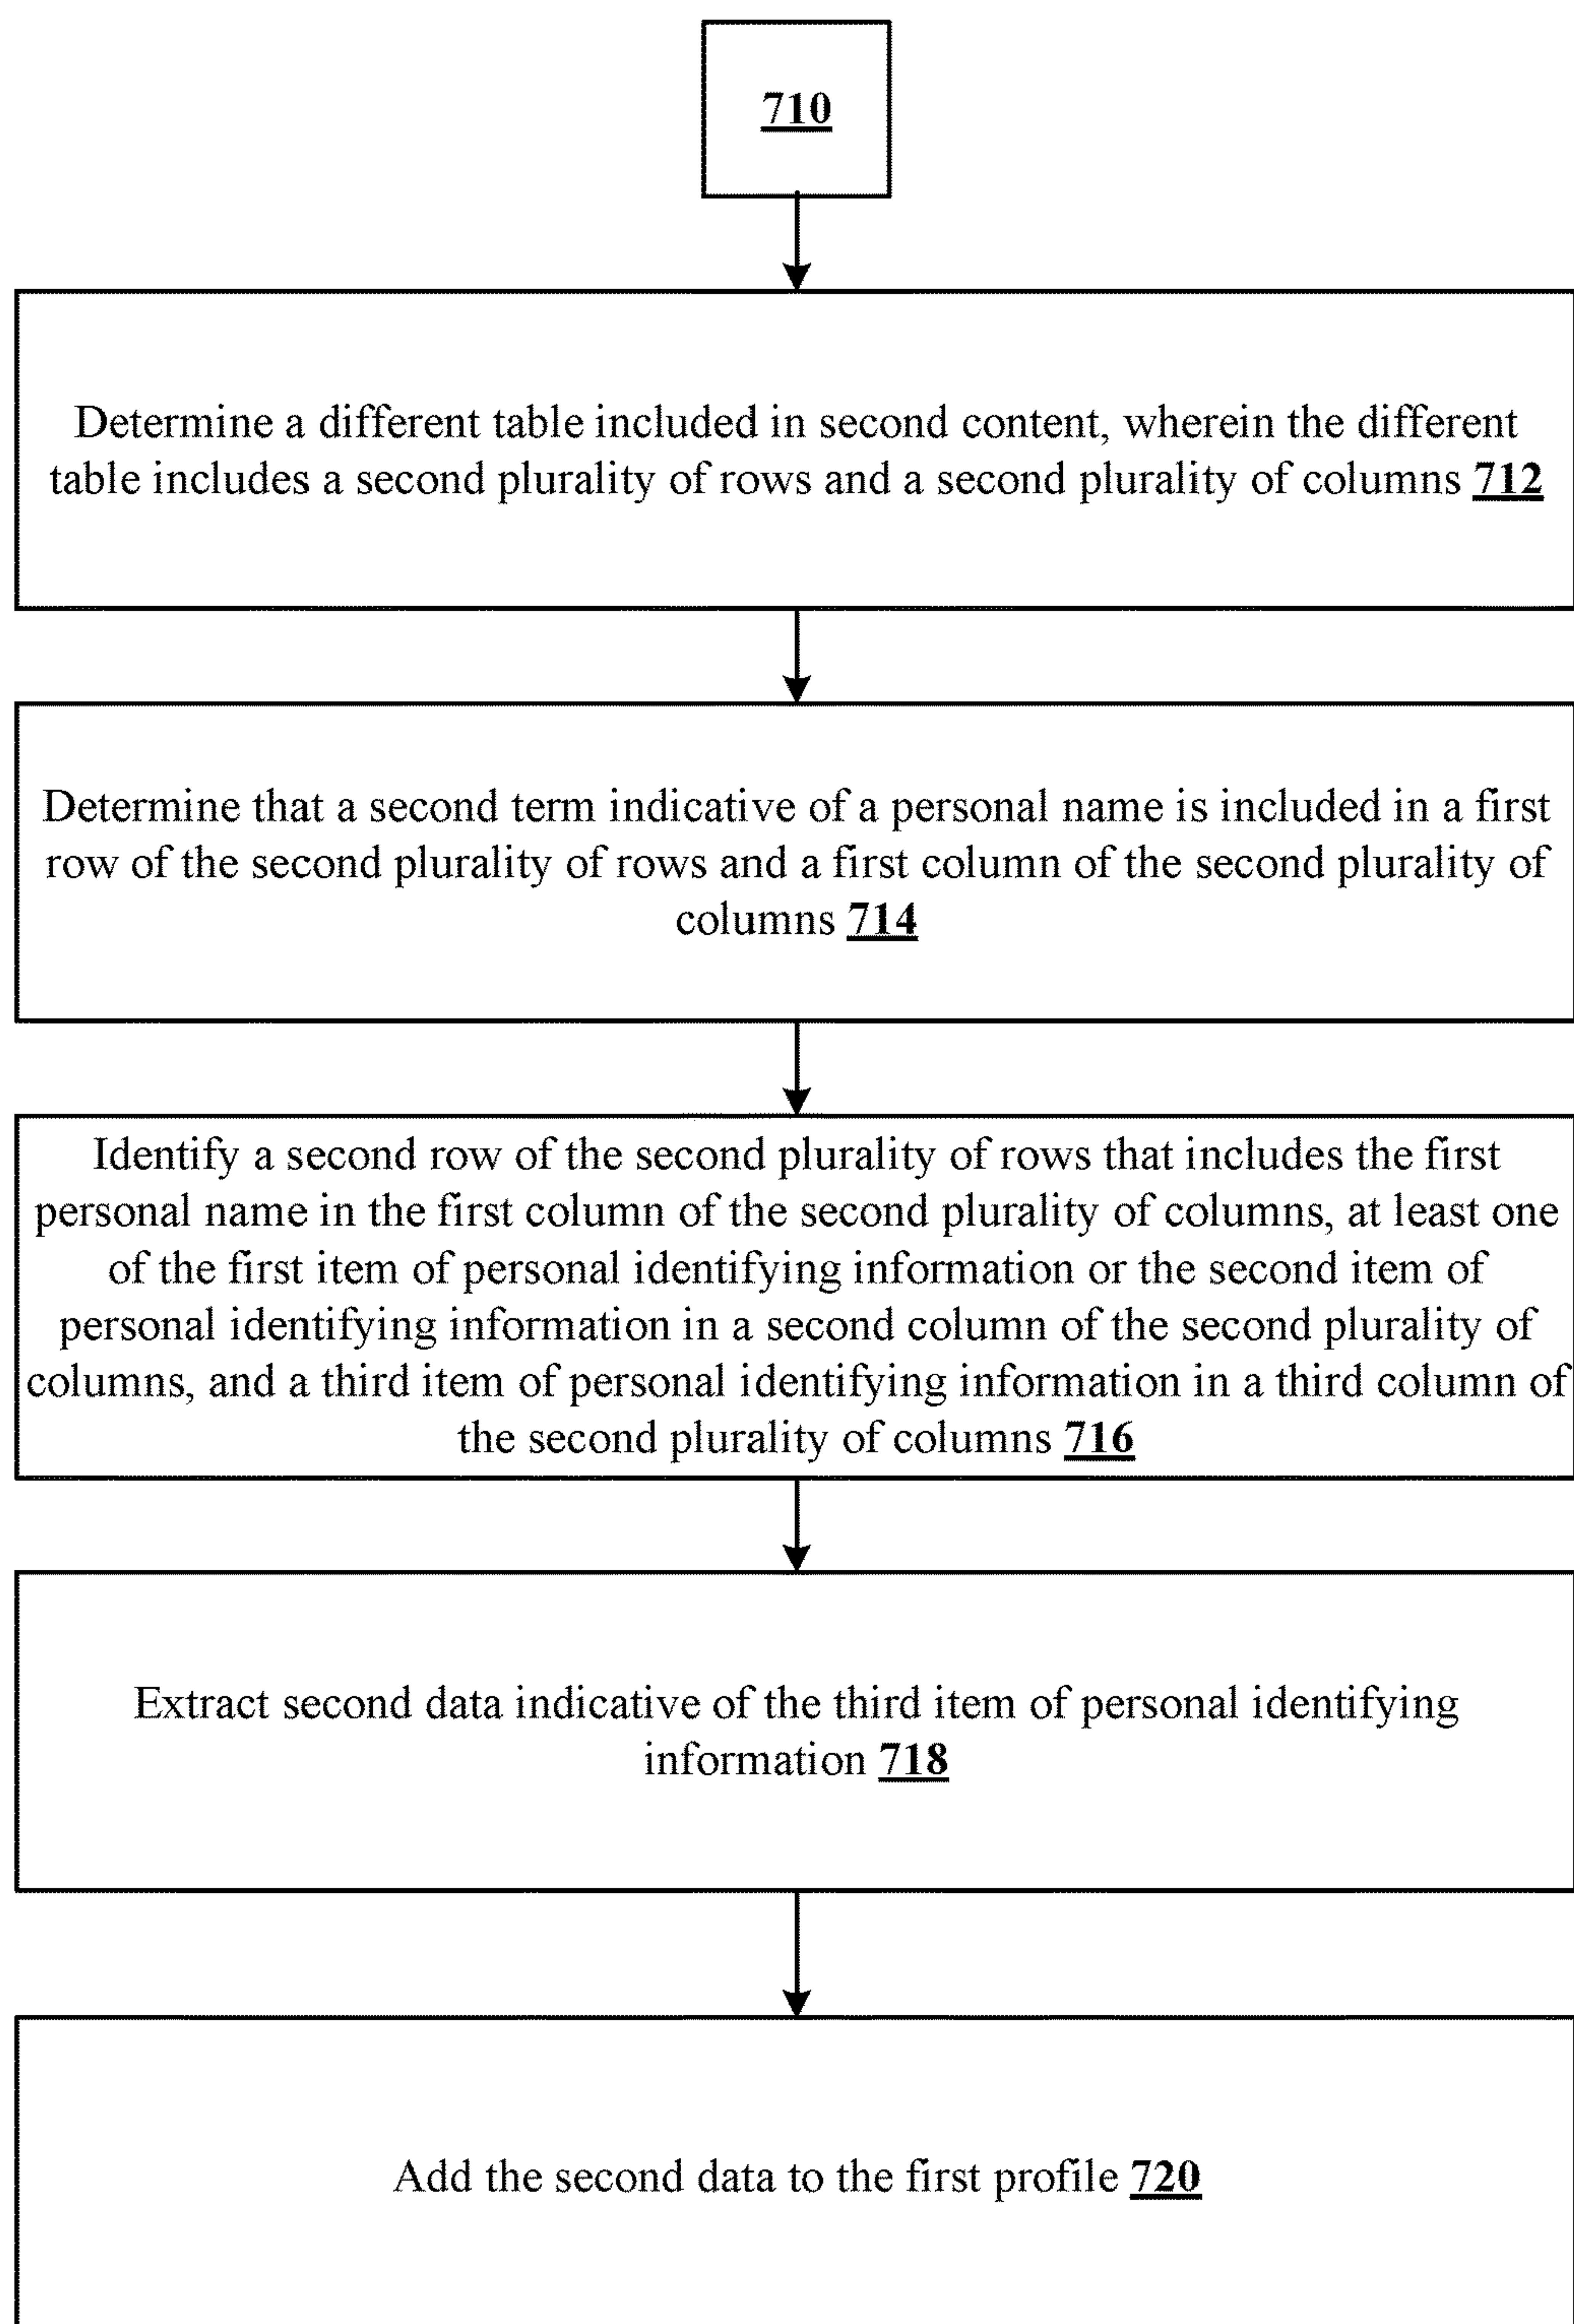 710
Determine a different table included in second content, wherein the different
table includes a second plurality of rows and a second plurality of columns 712
Determine that a second term indicative of a personal name is included in a first
row of the second plurality of rows and a first column of the second plurality of
columns 714
Identify a second row of the second plurality of rows that includes the first
personal name in the first column of the second plurality of columns, at least one
of the first item of personal identifying information or the second item of
personal identifying information in a second column of the second plurality of
columns, and a third item of personal identifying information in a third column of
the second plurality of columns 716
Extract second data indicative of the third item of personal identifying
information 718
Add the second data to the first profile 720